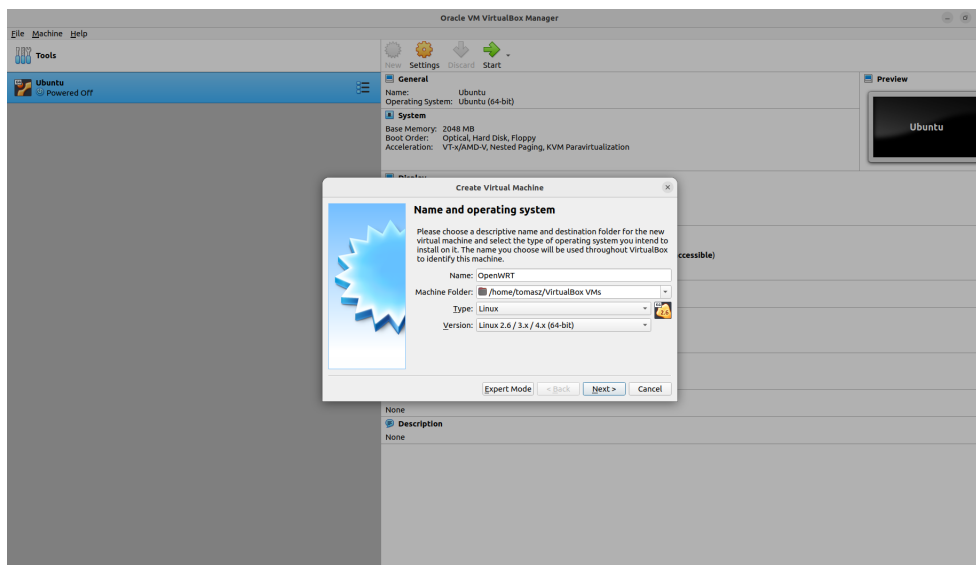 Oracle VM VirtualBox Manager
File Machine Help
Tools
New Settings Discard Start
Ubuntu
Powered Off
General
Name: Ubuntu
Operating System: Ubuntu (64-bit)
System
Base Memory: 2048 MB
Boot Order: Optical, Hard Disk, Floppy
Acceleration: VT-x/AMD-V, Nested Paging, KVM Paravirtualization
Preview
Ubuntu
Display
Create Virtual Machine
Name and operating system
Please choose a descriptive name and destination folder for the new
virtual machine and select the type of operating system you intend to
install on it. The name you choose will be used throughout VirtualBox
to identify this machine.
Name: OpenWRT
Machine Folder: /home/tomasz/VirtualBox VMs
Type: Linux
2.6
Version: Linux 2.6 / 3.x / 4.x (64-bit)
Expert Mode < Back Next > Cancel
ccessible)
None
Description
None